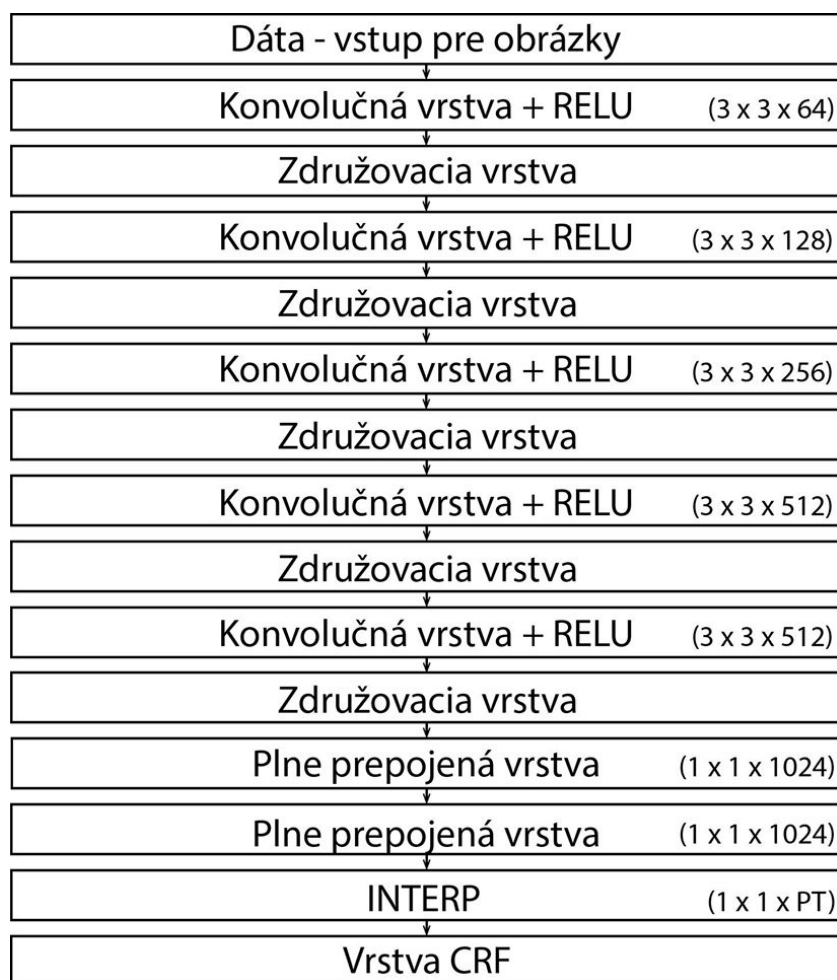 Dáta - vstup pre obrázky
Konvolučná vrstva + RELU (3 x 3 x 64)
Združovacia vrstva
Konvolučná vrstva + RELU (3 x 3 x 128)
Združovacia vrstva
Konvolučná vrstva + RELU (3 x 3 x 256)
Združovacia vrstva
Konvolučná vrstva + RELU (3 x 3 x 512)
Združovacia vrstva
Konvolučná vrstva + RELU (3 x 3 x 512)
Združovacia vrstva
Plne prepojená vrstva (1 x 1 x 1024)
Plne prepojená vrstva (1 x 1 x 1024)
INTERP (1 x 1 x PT)
Vrstva CRF